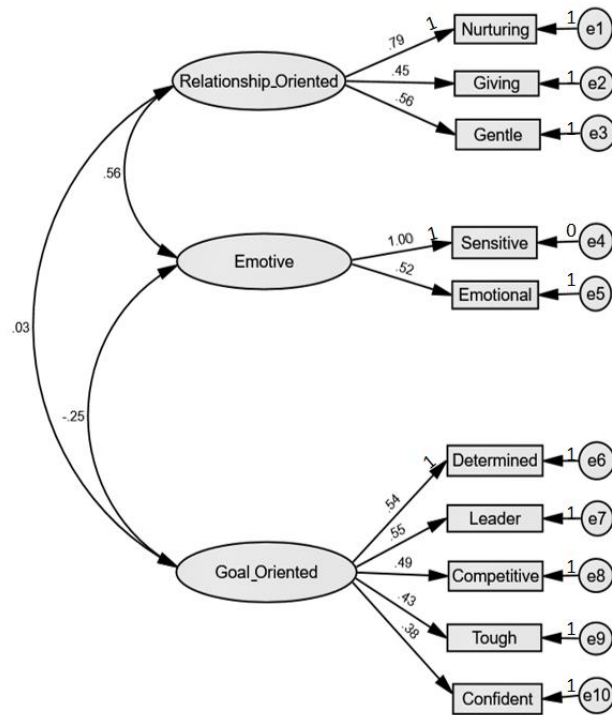 1 Nurturing 1 e1
.79
Relationship_Oriented .45 Giving 1 e2
.56
Gentle 1 e3
.56
1.00 1 Sensitive 0 e4
Emotive
.52 Emotional 1 e5
.03
-.25
1 Determined 1 e6
.54
.55 Leader 1 e7
Goal_Oriented .49 Competitive 1 e8
.43
Tough 1 e9
.38
Confident 1 e10